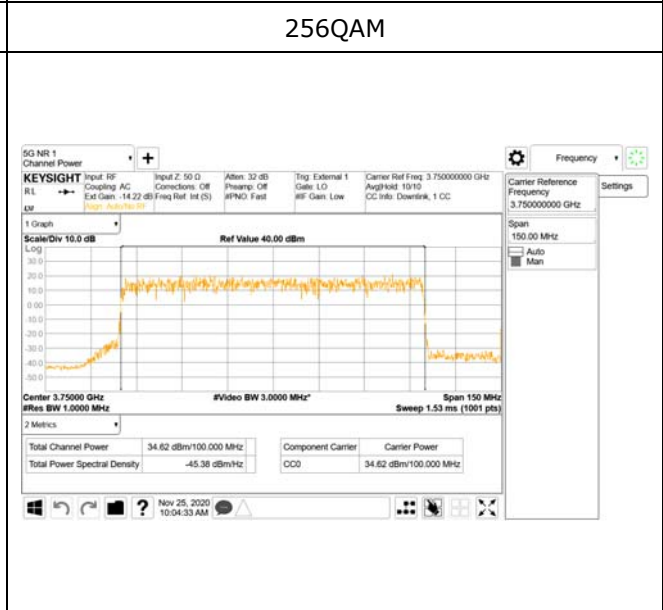 256QAM
5G NR 1
Channel Power
Frequency
KEYSIGHT
RL
Input: RF
Coupling: AC
Ext Gain: -14.22 dB
Align: Auto/No RF
Input Z: 50 Ω
Corrections: Off
Freq Ref: Int (S)
Atten: 32 dB
Preamp: Off
#PNO: Fast
Trig: External 1
Gate: LO
#IF Gain: Low
Carrier Ref Freq: 3.750000000 GHz
Avg|Hold: 10/10
CC Info: Downlink, 1 CC
Carrier Reference
Frequency
3.750000000 GHz
Settings
Span
150.00 MHz
Auto
Man
1 Graph
Scale/Div 10.0 dB
Ref Value 40.00 dBm
Log
30.0
20.0
10.0
0.00
-10.0
-20.0
-30.0
-40.0
-50.0
Center 3.75000 GHz
#Video BW 3.0000 MHz*
Span 150 MHz
#Res BW 1.0000 MHz
Sweep 1.53 ms (1001 pts)
2 Metrics
Total Channel Power 34.62 dBm/100.000 MHz
Total Power Spectral Density -45.38 dBm/Hz
Component Carrier Carrier Power
CC0 34.62 dBm/100.000 MHz
?
Nov 25, 2020
10:04:33 AM